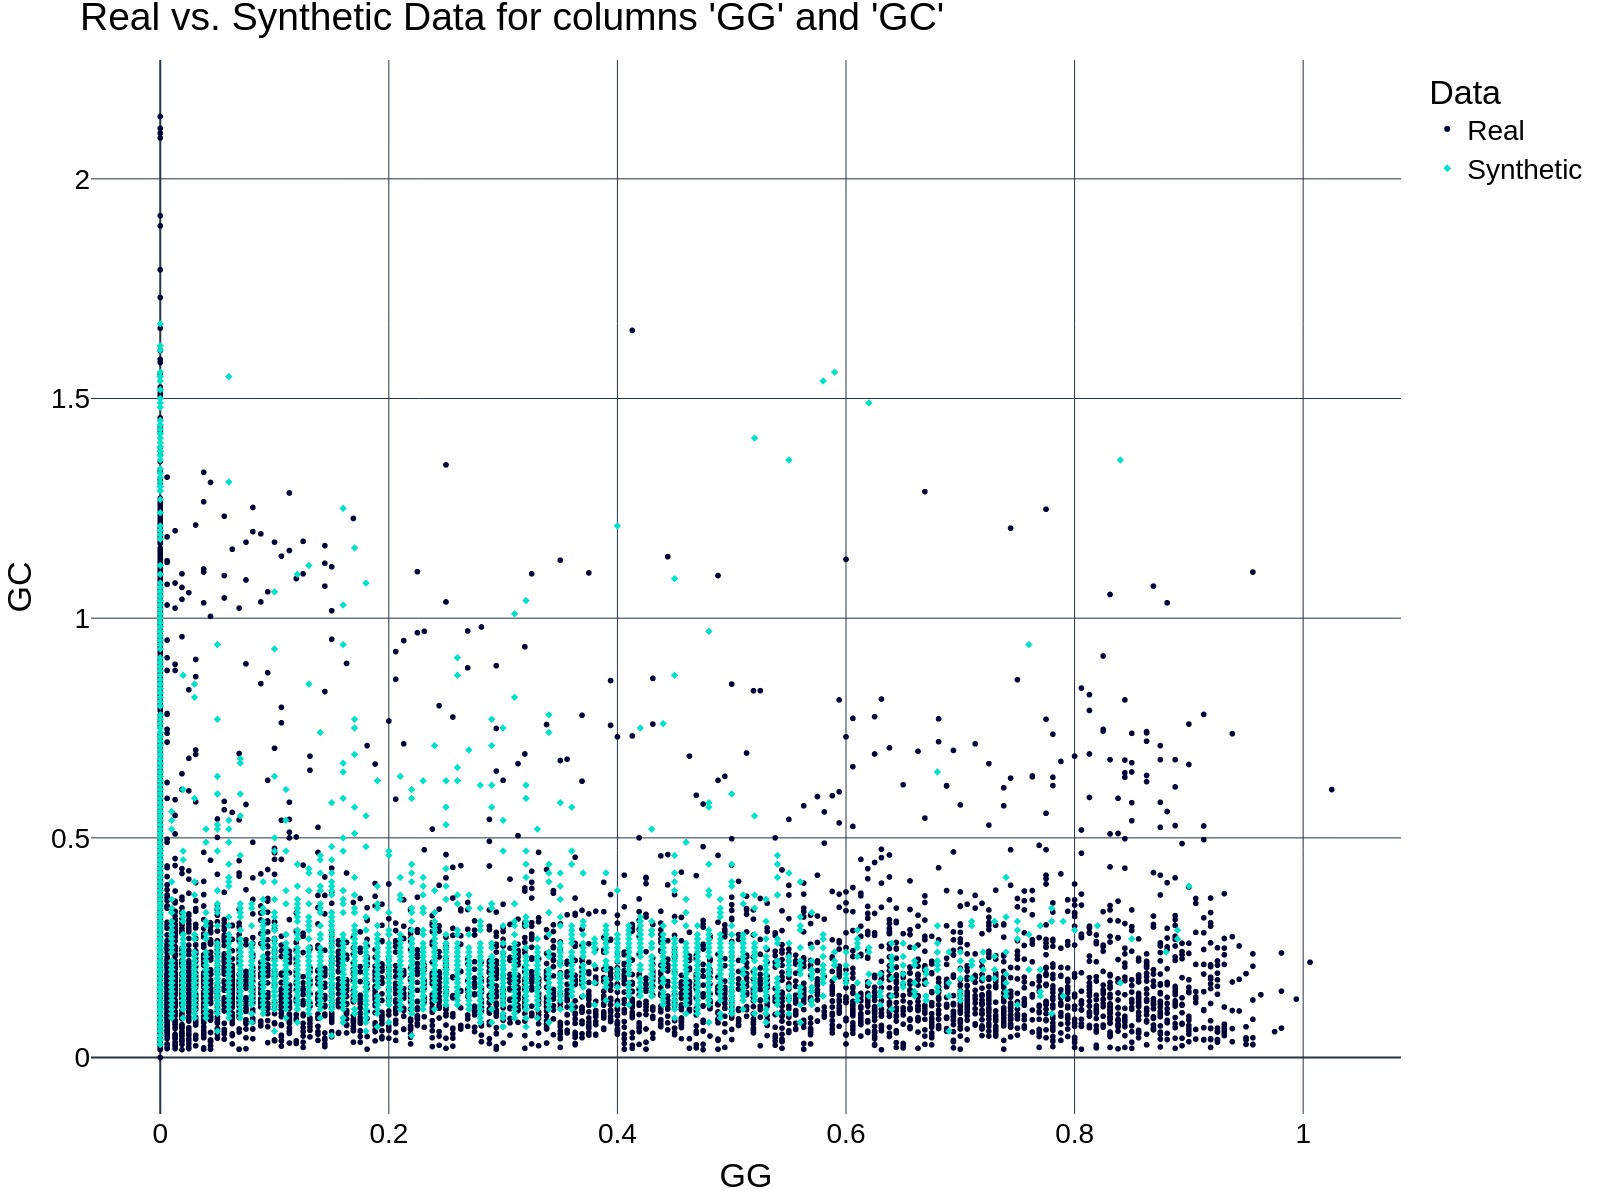 Real vs. Synthetic Data for columns 'GG' and 'GC'
Data
Real
Synthetic
2
1.5
1
0.5
0
GC
0
0.2
0.4
0.6
0.8
1
GG